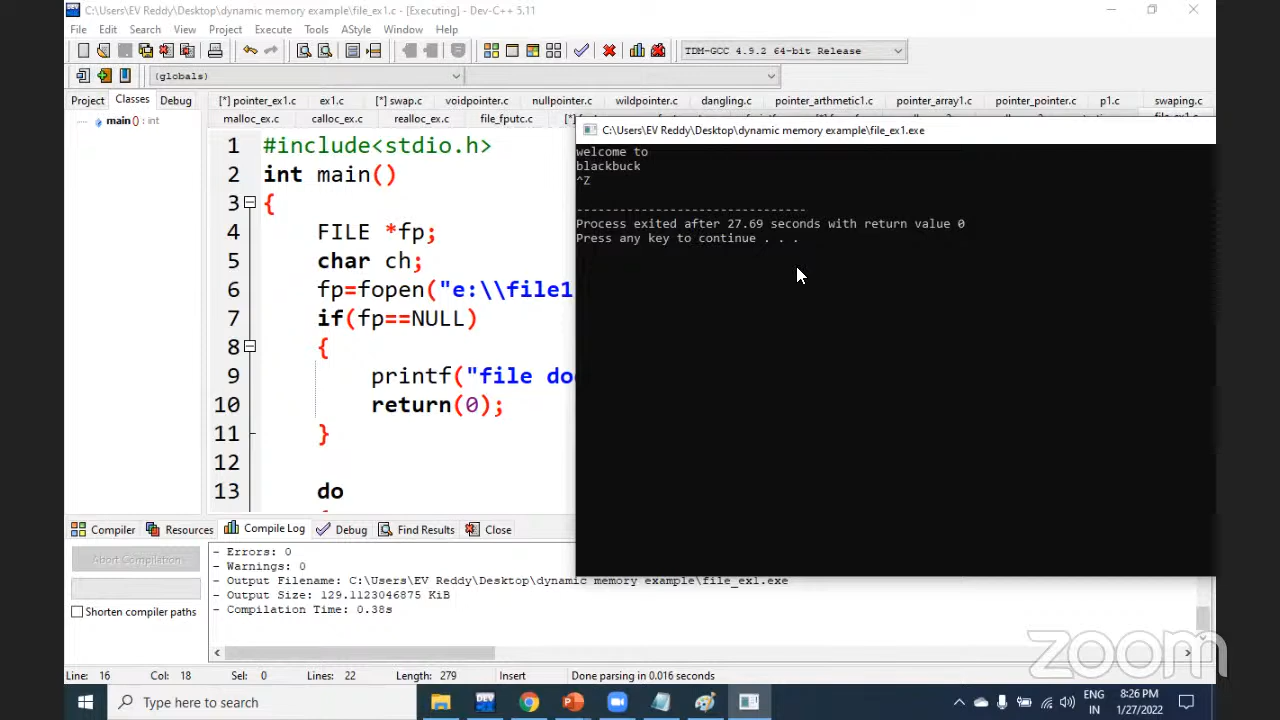 C:\Users\EV Reddy\Desktop\dynamic memory example\file_ex1.c - [Executing] - Dev-C++ 5.11
File Edit Search View Project Execute Tools AStyle Window Help
TDM-GCC 4.9.2 64-bit Release
(globals)
Project Classes Debug
[*] pointer_ex1.c ex1.c [*] swap.c voidpointer.c nullpointer.c wildpointer.c dangling.c pointer_arthmetic1.c pointer_array1.c pointer_pointer.c p1.c swaping.c
malloc_ex.c calloc_ex.c realloc_ex.c file_fputc.c
main() : int
C:\Users\EV Reddy\Desktop\dynamic memory example\file_ex1.exe
welcome to
blackbuck
^Z
-------------------------------
Process exited after 27.69 seconds with return value 0
Press any key to continue . . .
1 #include<stdio.h>
2 int main()
3 {
4 FILE *fp;
5 char ch;
6 fp=fopen("e:\\file1
7 if(fp==NULL)
8 {
9 printf("file do
10 return(0);
11 }
12
13 do
Compiler Resources Compile Log Debug Find Results Close
Abort Compilation
Shorten compiler paths
- Errors: 0
- Warnings: 0
- Output Filename: C:\Users\EV Reddy\Desktop\dynamic memory example\file_ex1.exe
- Output Size: 129.1123046875 KiB
- Compilation Time: 0.38s
zoom
Line: 16 Col: 18 Sel: 0 Lines: 22 Length: 279 Insert Done parsing in 0.016 seconds
Type here to search
ENG
IN
8:26 PM
1/27/2022